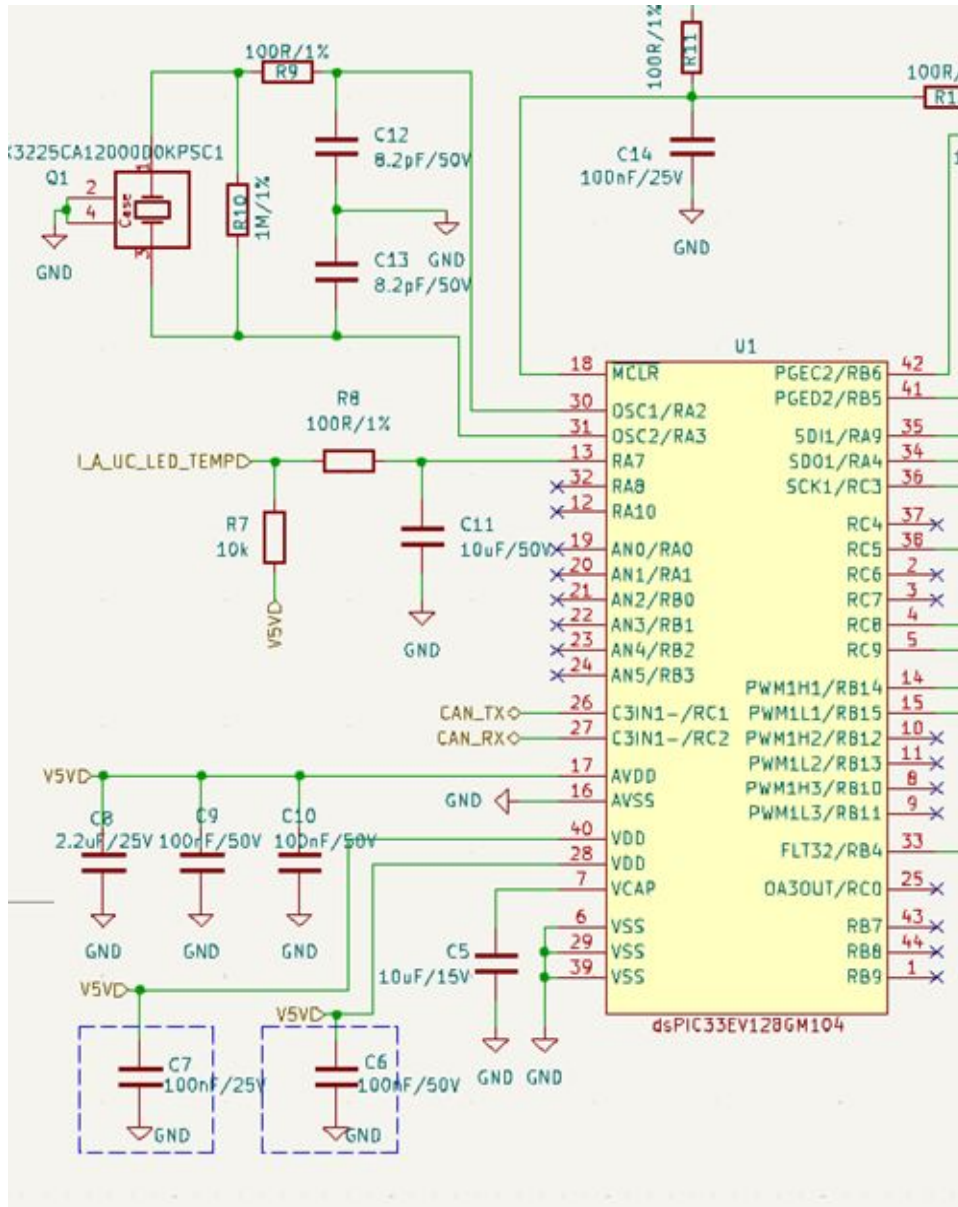 100R/1%
R9
100R/1%
R11
100R/
C12
8.2pF/50V
C14
100nF/25V
3225CA12000D0KPSC1
Q1
1
2
4
3
Case
R10
1M/1%
GND
GND
GND
C13
8.2pF/50V
U1
R8
100R/1%
I_A_UC_LED_TEMP
R7
10k
V5V
C11
10uF/50V
GND
18 MCLR
30 OSC1/RA2
31 OSC2/RA3
13 RA7
32 RA8
12 RA10
19 AN0/RA0
20 AN1/RA1
21 AN2/RB0
22 AN3/RB1
23 AN4/RB2
24 AN5/RB3
CAN_TX 26 C3IN1-/RC1
CAN_RX 27 C3IN1-/RC2
V5V 17 AVDD
GND 16 AVSS
40 VDD
28 VDD
7 VCAP
6 VSS
29 VSS
39 VSS
PGEC2/RB6 42
PGED2/RB5 41
SDI1/RA9 35
SDO1/RA4 34
SCK1/RC3 36
RC4 37
RC5 38
RC6 2
RC7 3
RC8 4
RC9 5
PWM1H1/RB14 14
PWM1L1/RB15 15
PWM1H2/RB12 10
PWM1L2/RB13 11
PWM1H3/RB10 8
PWM1L3/RB11 9
FLT32/RB4 33
OA3OUT/RC0 25
RB7 43
RB8 44
RB9 1
dsPIC33EV128GM104
C8
2.2uF/25V
C9
100nF/50V
C10
100nF/50V
GND
GND
GND
C5
10uF/15V
GND
GND
V5V
C7
100nF/25V
GND
V5V
C6
100nF/50V
GND